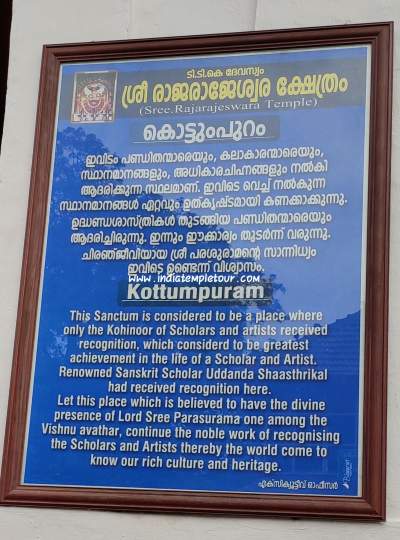 ടി.ടി.കെ ദേവസ്വം
ശ്രീ രാജരാജേശ്വര ക്ഷേത്രം
(Sree.Rajarajeswara Temple)
കൊട്ടുംപുറം
ഇവിടം പണ്ഡിതന്മാരെയും, കലാകാരന്മാരെയും,
സ്ഥാനമാനങ്ങളും, അധികാരചിഹ്നങ്ങളും നൽകി
ആദരിക്കുന്ന സ്ഥലമാണ്. ഇവിടെ വെച്ച് നൽകുന്ന
സ്ഥാനമാനങ്ങൾ ഏറ്റവും ഉത്കൃഷ്ടമായി കണക്കാക്കുന്നു.
ഉദ്ദണ്ഡശാസ്ത്രികൾ തുടങ്ങിയ പണ്ഡിതന്മാരെയും
ആദരിച്ചിരുന്നു. ഇന്നും ഈക്കാര്യം തുടർന്ന് വരുന്നു.
ചിരഞ്ജീവിയായ ശ്രീ പരശുരാമന്റെ സാന്നിധ്യം
ഇവിടെ ഉണ്ടെന്ന് വിശ്വാസം.
www.indiatempletour.com
Kottumpuram
This Sanctum is considered to be a place where
only the Kohinoor of Scholars and artists received
recognition, which considerd to be greatest
achievement in the life of a Scholar and Artist.
Renowned Sanskrit Scholar Uddanda Shaasthrikal
had received recognition here.
Let this place which is believed to have the divine
presence of Lord Sree Parasurama one among the
Vishnu avathar, continue the noble work of recognising
the Scholars and Artists thereby the world come to
know our rich culture and heritage.
എക്സിക്യൂട്ടീവ് ഓഫീസർ